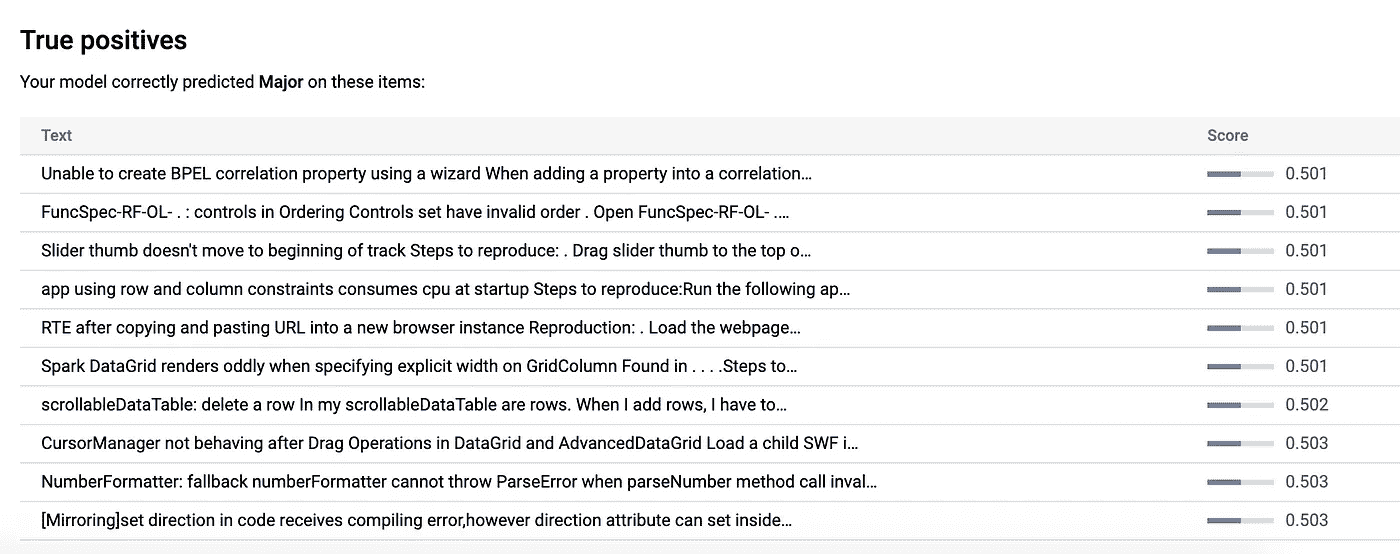 True positives
Your model correctly predicted Major on these items:
Text Score
Unable to create BPEL correlation property using a wizard When adding a property into a correlation... 0.501
FuncSpec-RF-OL- . : controls in Ordering Controls set have invalid order . Open FuncSpec-RF-OL- .... 0.501
Slider thumb doesn't move to beginning of track Steps to reproduce: . Drag slider thumb to the top o... 0.501
app using row and column constraints consumes cpu at startup Steps to reproduce:Run the following ap... 0.501
RTE after copying and pasting URL into a new browser instance Reproduction: . Load the webpage... 0.501
Spark DataGrid renders oddly when specifying explicit width on GridColumn Found in . . . .Steps to... 0.501
scrollableDataTable: delete a row In my scrollableDataTable are rows. When I add rows, I have to... 0.502
CursorManager not behaving after Drag Operations in DataGrid and AdvancedDataGrid Load a child SWF i... 0.503
NumberFormatter: fallback numberFormatter cannot throw ParseError when parseNumber method call inval... 0.503
[Mirroring]set direction in code receives compiling error,however direction attribute can set inside... 0.503